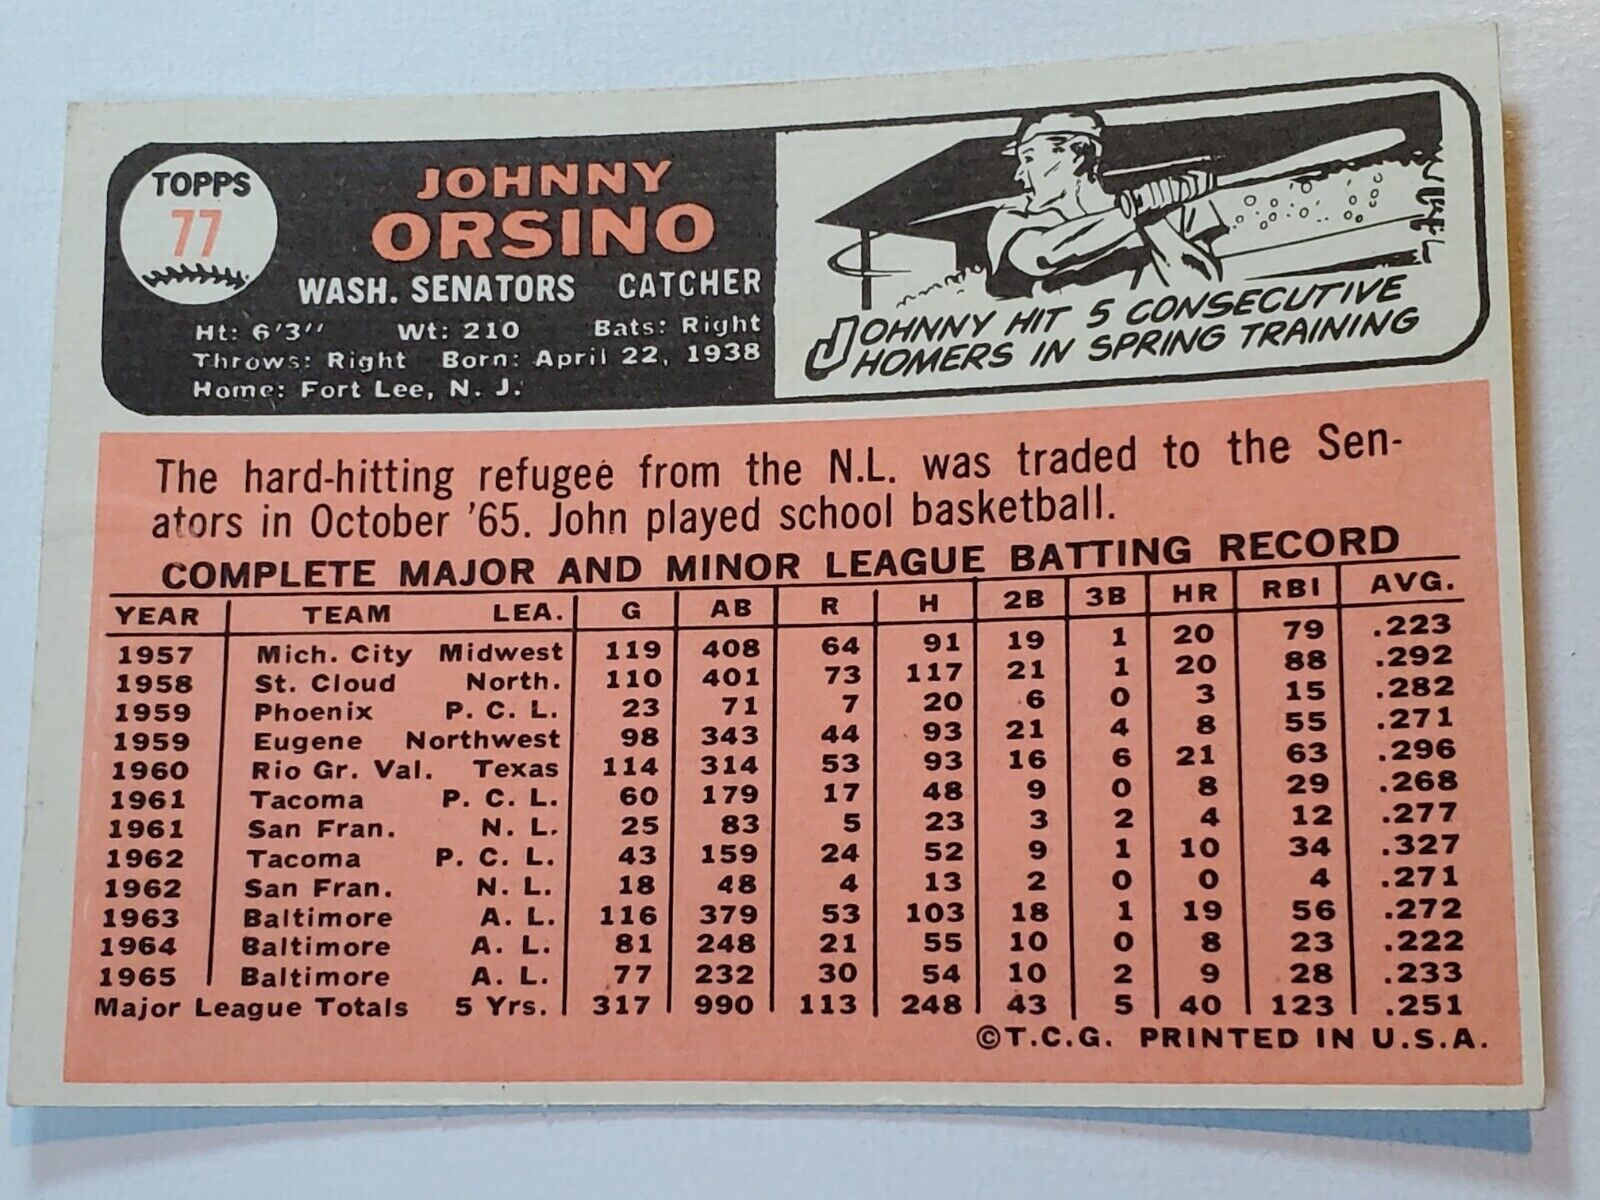 TOPPS
77
JOHNNY
ORSINO
WASH. SENATORS CATCHER
Ht: 6'3" Wt: 210 Bats: Right
Throws: Right Born: April 22, 1938
Home: Fort Lee, N. J.
JOHNNY HIT 5 CONSECUTIVE
HOMERS IN SPRING TRAINING
The hard-hitting refugee from the N.L. was traded to the Sen-
ators in October '65. John played school basketball.
COMPLETE MAJOR AND MINOR LEAGUE BATTING RECORD
YEAR TEAM LEA. G AB R H 2B 3B HR RBI AVG.
1957 Mich. City Midwest 119 408 64 91 19 1 20 79 .223
1958 St. Cloud North. 110 401 73 117 21 1 20 88 .292
1959 Phoenix P. C. L. 23 71 7 20 6 0 3 15 .282
1959 Eugene Northwest 98 343 44 93 21 4 8 55 .271
1960 Rio Gr. Val. Texas 114 314 53 93 16 6 21 63 .296
1961 Tacoma P. C. L. 60 179 17 48 9 0 8 29 .268
1961 San Fran. N. L. 25 83 5 23 3 2 4 12 .277
1962 Tacoma P. C. L. 43 159 24 52 9 1 10 34 .327
1962 San Fran. N. L. 18 48 4 13 2 0 0 4 .271
1963 Baltimore A. L. 116 379 53 103 18 1 19 56 .272
1964 Baltimore A. L. 81 248 21 55 10 0 8 23 .222
1965 Baltimore A. L. 77 232 30 54 10 2 9 28 .233
Major League Totals 5 Yrs. 317 990 113 248 43 5 40 123 .251
©T.C.G. PRINTED IN U.S.A.